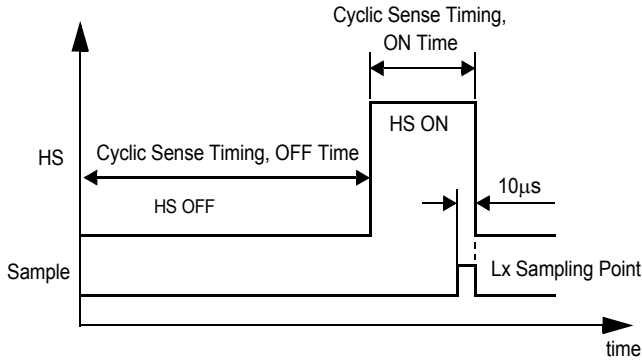 Cyclic Sense Timing,
ON Time
HS ON
HS
Cyclic Sense Timing, OFF Time
10μs
HS OFF
Sample
Lx Sampling Point
time